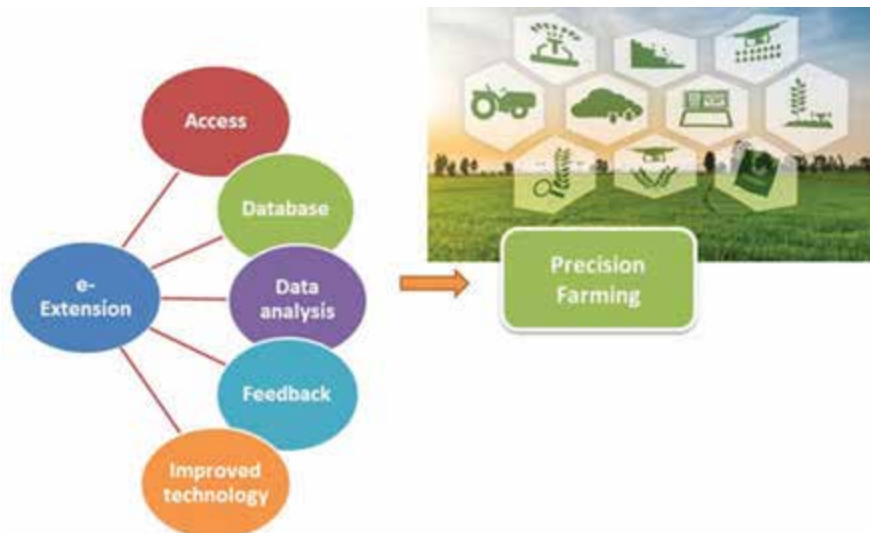 Access
Database
e-
Extension
Data
analysis
Feedback
Improved
technology
Precision
Farming